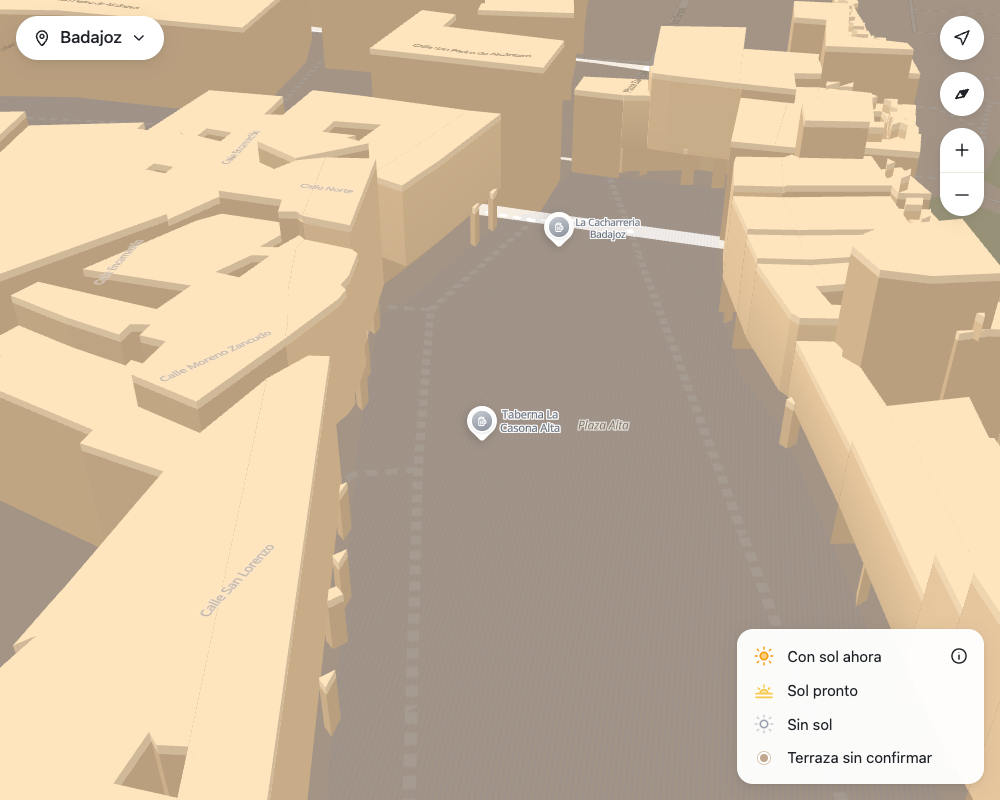 Badajoz
Calle Norte
La Cacharrería
Badajoz
Calle Moreno Zancudo
Taberna La
Casona Alta
Plaza Alta
Calle San Lorenzo
Con sol ahora
Sol pronto
Sin sol
Terraza sin confirmar